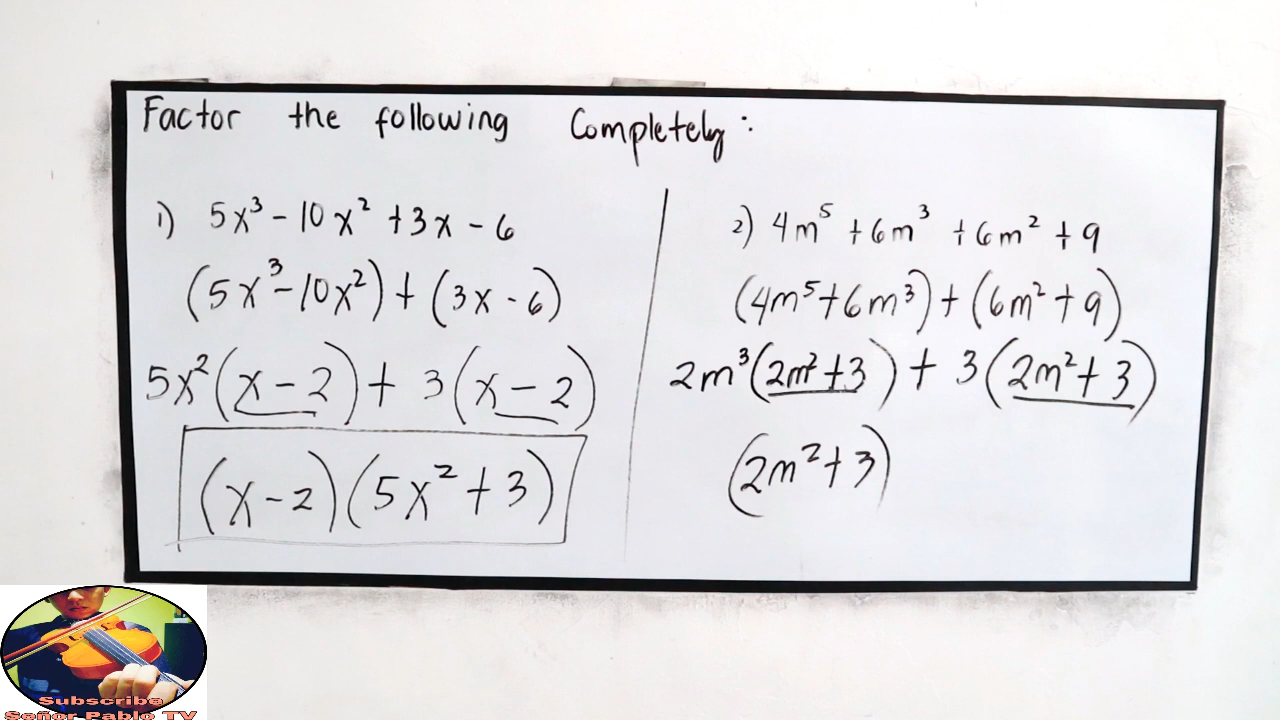 Factor the following Completely:
1) 5x³ - 10x² + 3x - 6
(5x³ - 10x²) + (3x - 6)
5x²(x - 2) + 3(x - 2)
(x - 2)(5x² + 3)
2) 4m⁵ + 6m³ + 6m² + 9
(4m⁵ + 6m³) + (6m² + 9)
2m³(2m² + 3) + 3(2m² + 3)
(2m² + 3)
Subscribe
Señor Pablo TV